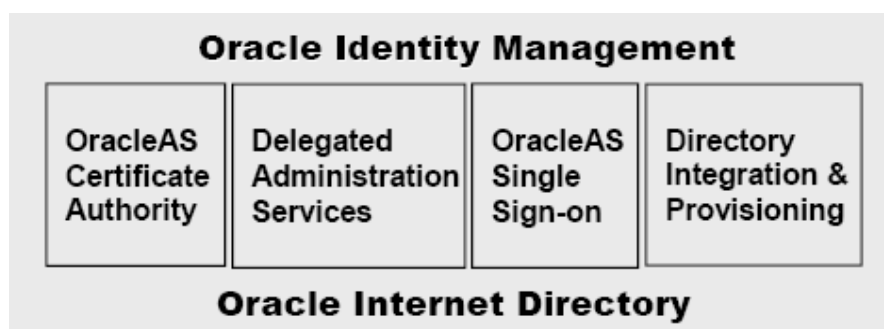 Oracle Identity Management
OracleAS
Certificate
Authority
Delegated
Administration
Services
OracleAS
Single
Sign-on
Directory
Integration &
Provisioning
Oracle Internet Directory